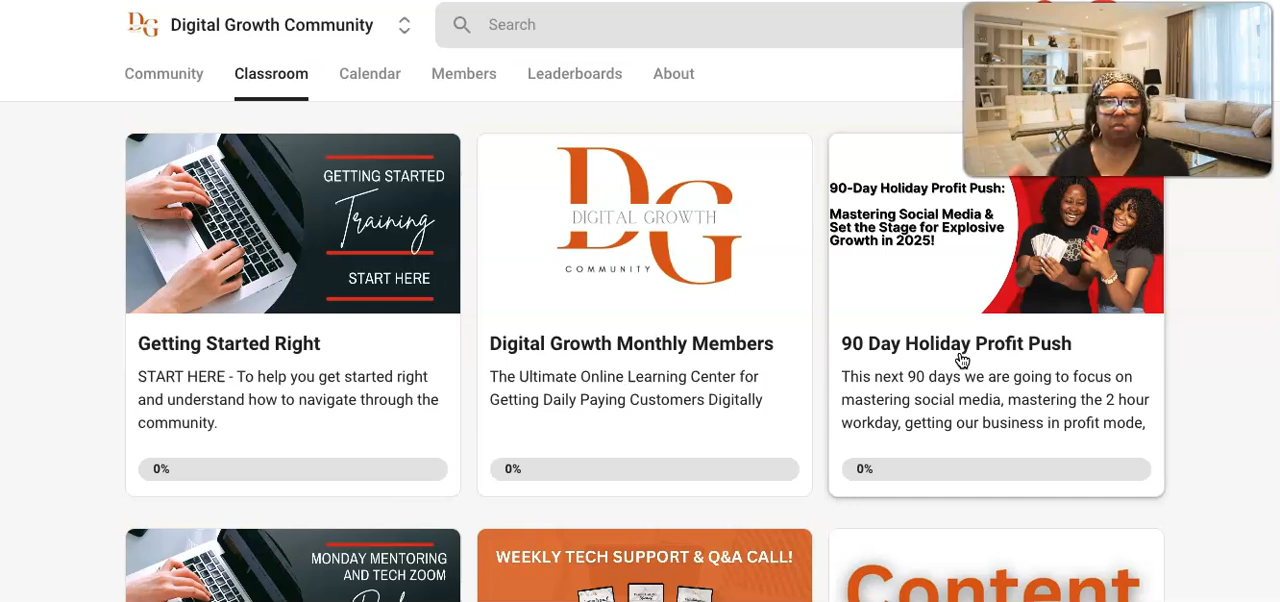 DG Digital Growth Community
Search
Community Classroom Calendar Members Leaderboards About
GETTING STARTED
Training
START HERE
DG
DIGITAL GROWTH
COMMUNITY
90-Day Holiday Profit Push:
Mastering Social Media &
Set the Stage for Explosive
Growth in 2025!
Getting Started Right
START HERE - To help you get started right
and understand how to navigate through the
community.
0%
Digital Growth Monthly Members
The Ultimate Online Learning Center for
Getting Daily Paying Customers Digitally
0%
90 Day Holiday Profit Push
This next 90 days we are going to focus on
mastering social media, mastering the 2 hour
workday, getting our business in profit mode,
0%
MONDAY MENTORING
AND TECH ZOOM
WEEKLY TECH SUPPORT & Q&A CALL!
Content